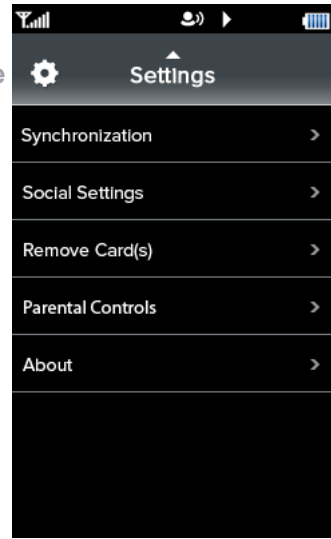 e
Settings
Synchronization
Social Settings
Remove Card(s)
Parental Controls
About